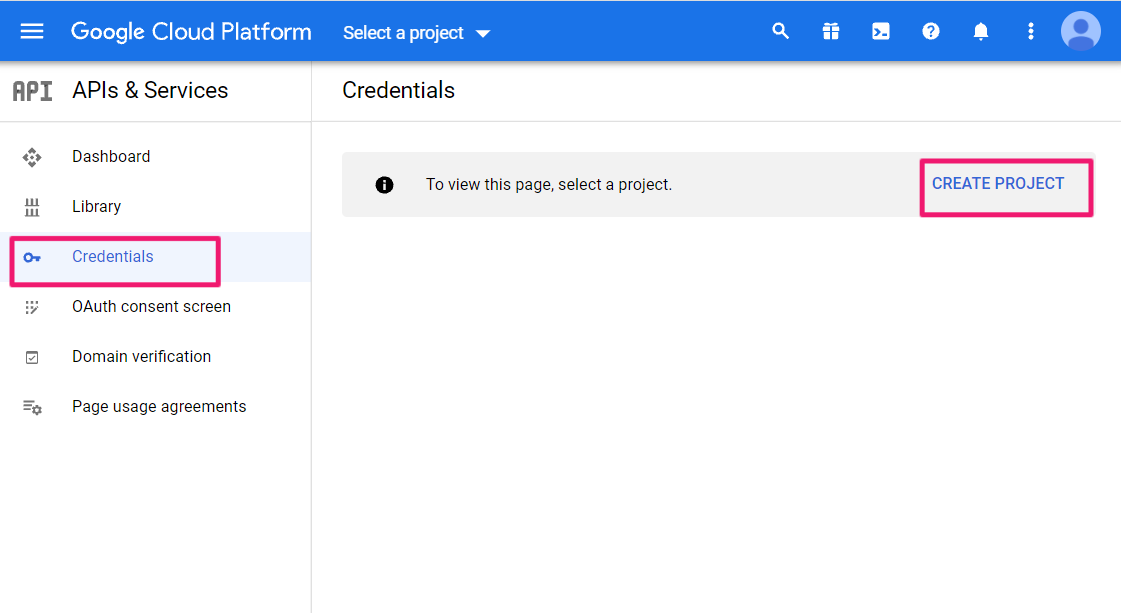 Google Cloud Platform Select a project
API APIs & Services
Credentials
Dashboard
Library
Credentials
OAuth consent screen
Domain verification
Page usage agreements
To view this page, select a project.
CREATE PROJECT